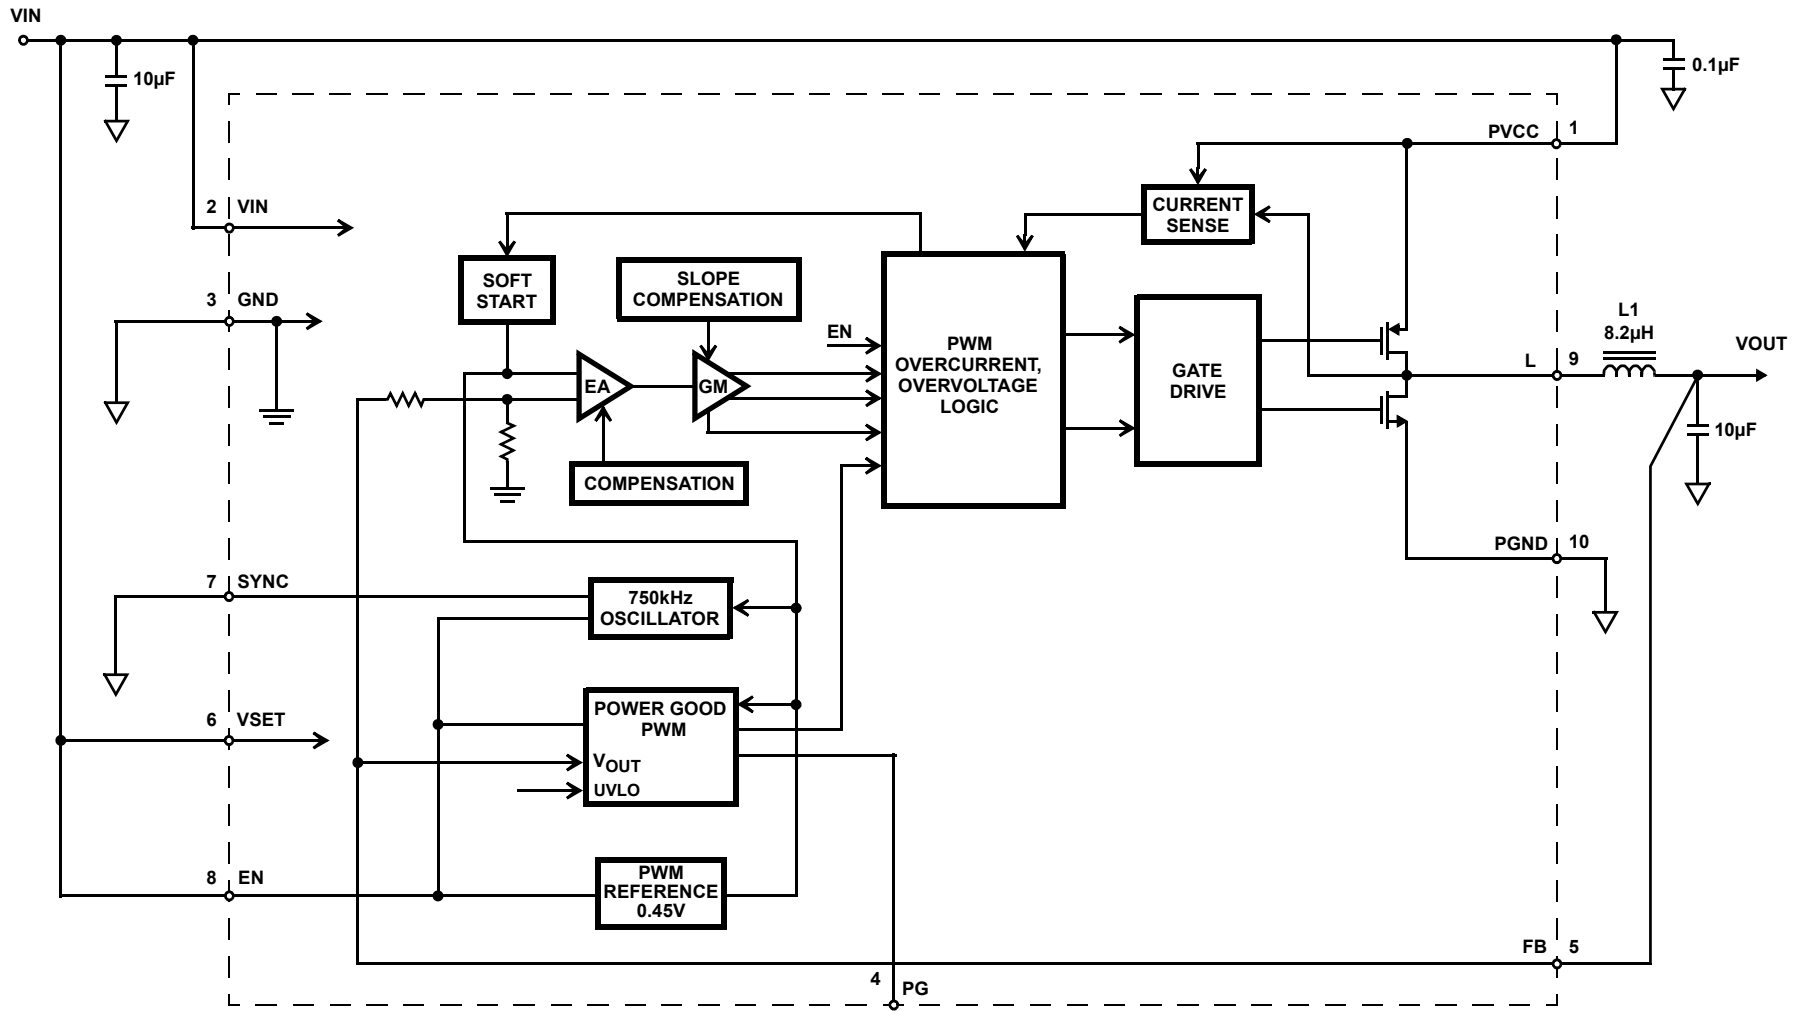 VIN
10µF
0.1µF
PVCC 1
2 VIN
CURRENT
SENSE
3 GND
SOFT
START
SLOPE
COMPENSATION
EN
PWM
OVERCURRENT,
OVERVOLTAGE
LOGIC
GATE
DRIVE
L 9
L1
8.2µH
VOUT
EA
GM
10µF
COMPENSATION
PGND 10
7 SYNC
750kHz
OSCILLATOR
6 VSET
POWER GOOD
PWM
VOUT
UVLO
8 EN
PWM
REFERENCE
0.45V
FB 5
4 PG